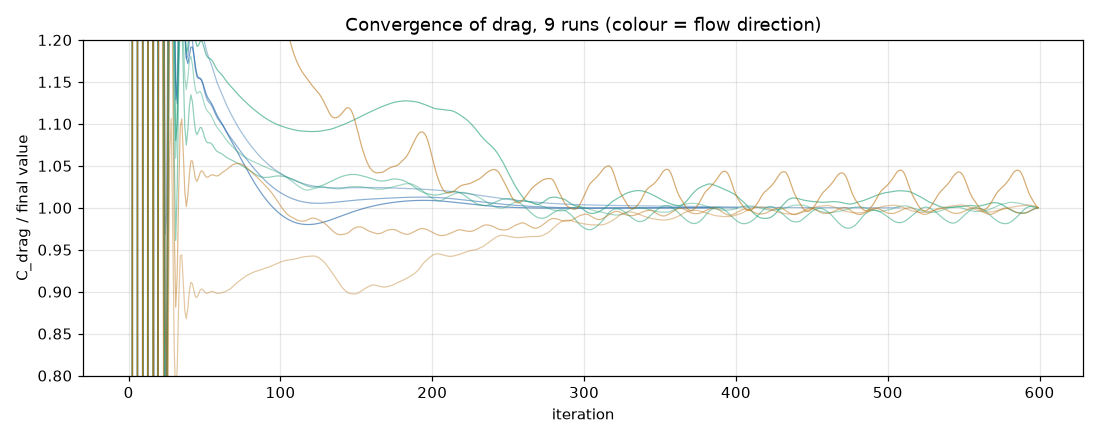 Convergence of drag, 9 runs (colour = flow direction)
C_drag / final value
1.20
1.15
1.10
1.05
1.00
0.95
0.90
0.85
0.80
0 100 200 300 400 500 600
iteration